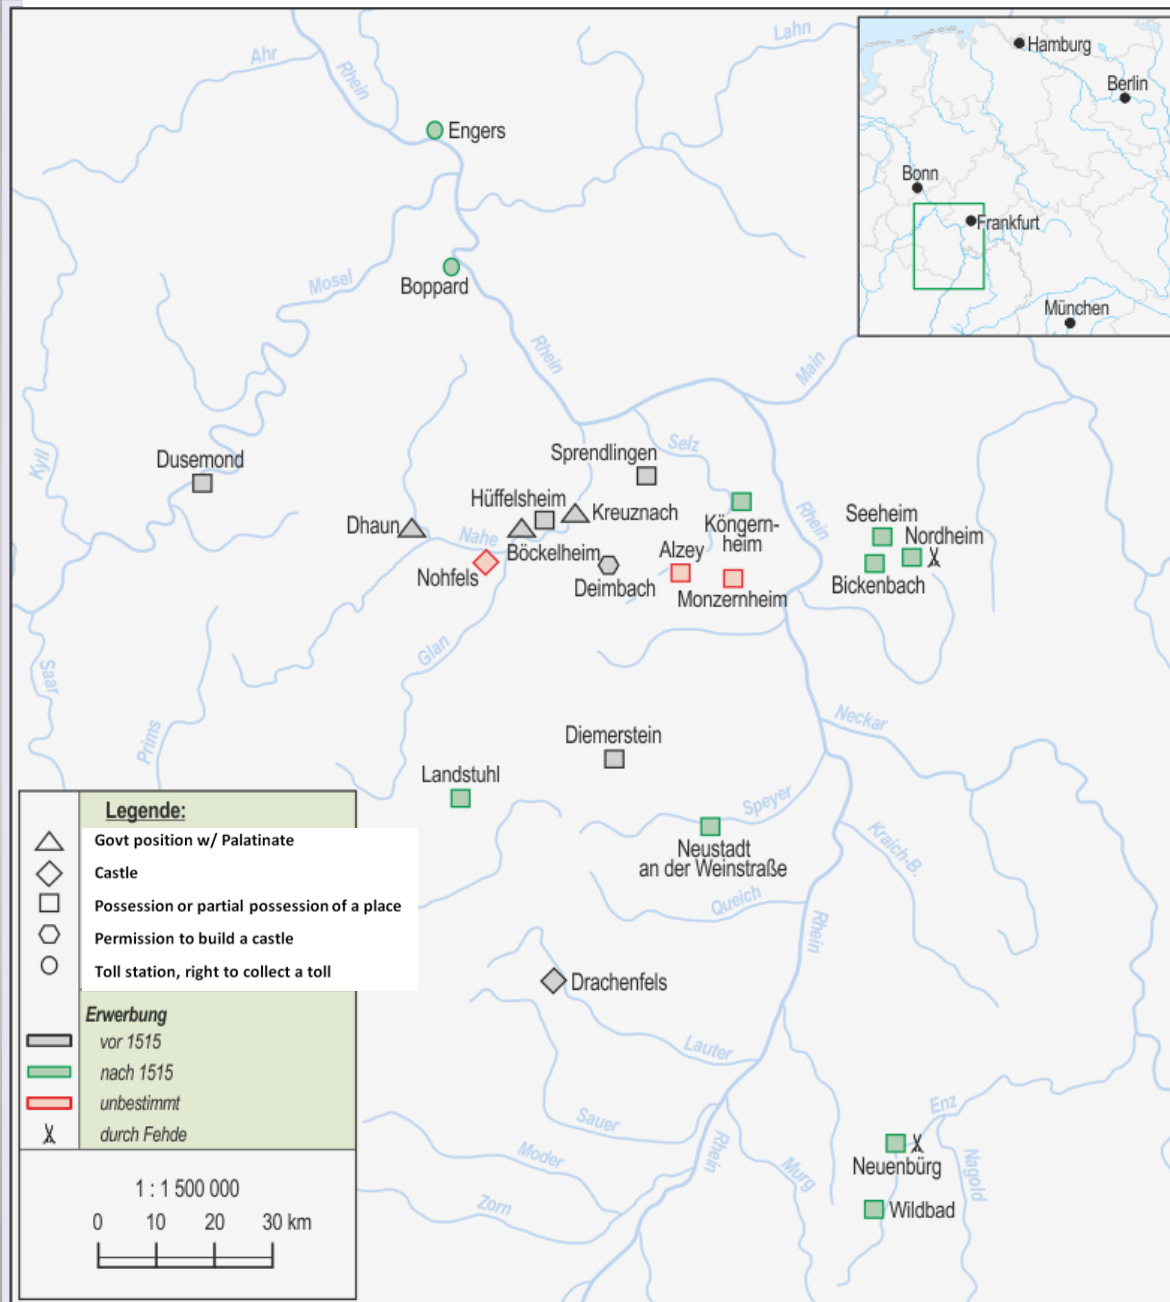 Ahr
Rhein
Lahn
Hamburg
Berlin
Engers
Bonn
Frankfurt
Boppard
Mosel
München
Rhein
Main
Kyll
Dusemond
Sprendlingen
Selz
Hüffelsheim
Kreuznach
Dhaun
Nahe
Böckelheim
Köngern-
heim
Rhein
Seeheim
Nordheim
Bickenbach
Nohfels
Deimbach
Alzey
Monzernheim
Glan
Saar
Prims
Diemerstein
Neckar
Landstuhl
Speyer
Neustadt
an der Weinstraße
Kraich-B.
Queich
Rhein
Drachenfels
Lauter
Sauer
Moder
Zorn
Rhein
Murg
Enz
Nagold
Neuenbürg
Wildbad
Legende:
Govt position w/ Palatinate
Castle
Possession or partial possession of a place
Permission to build a castle
Toll station, right to collect a toll
Erwerbung
vor 1515
nach 1515
unbestimmt
durch Fehde
1 : 1 500 000
0 10 20 30 km